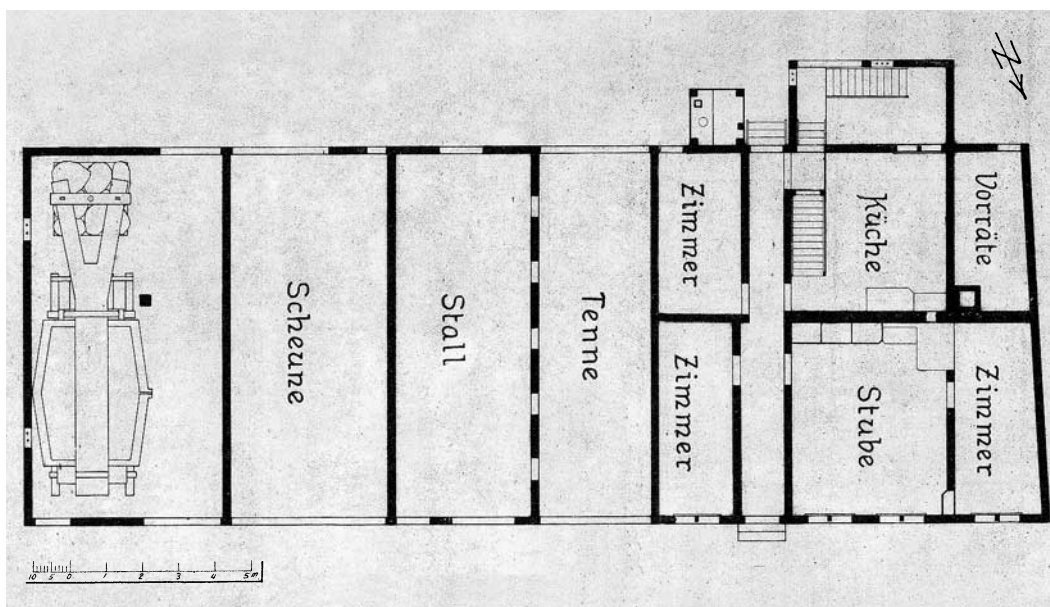 Scheune
Stall
Tenne
Zimmer
Zimmer
Küche
Vorräte
Stube
Zimmer
10 5 0 1 2 3 4 5 m